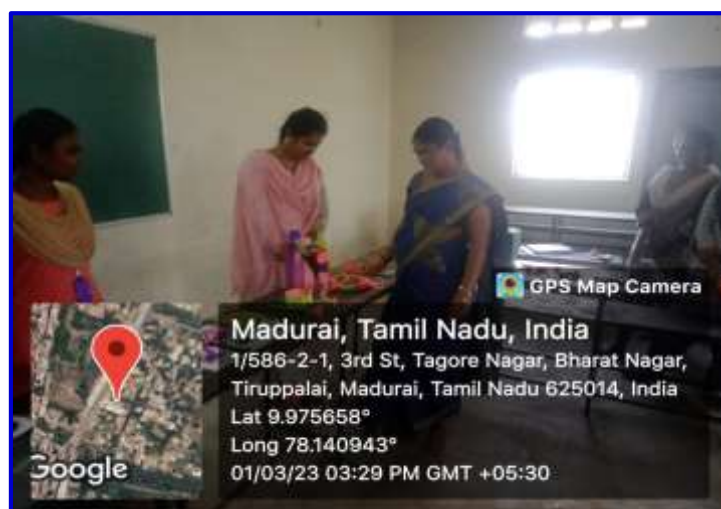 GPS Map Camera
Madurai, Tamil Nadu, India
1/586-2-1, 3rd St, Tagore Nagar, Bharat Nagar,
Tiruppalai, Madurai, Tamil Nadu 625014, India
Lat 9.975658°
Long 78.140943°
01/03/23 03:29 PM GMT +05:30
Google